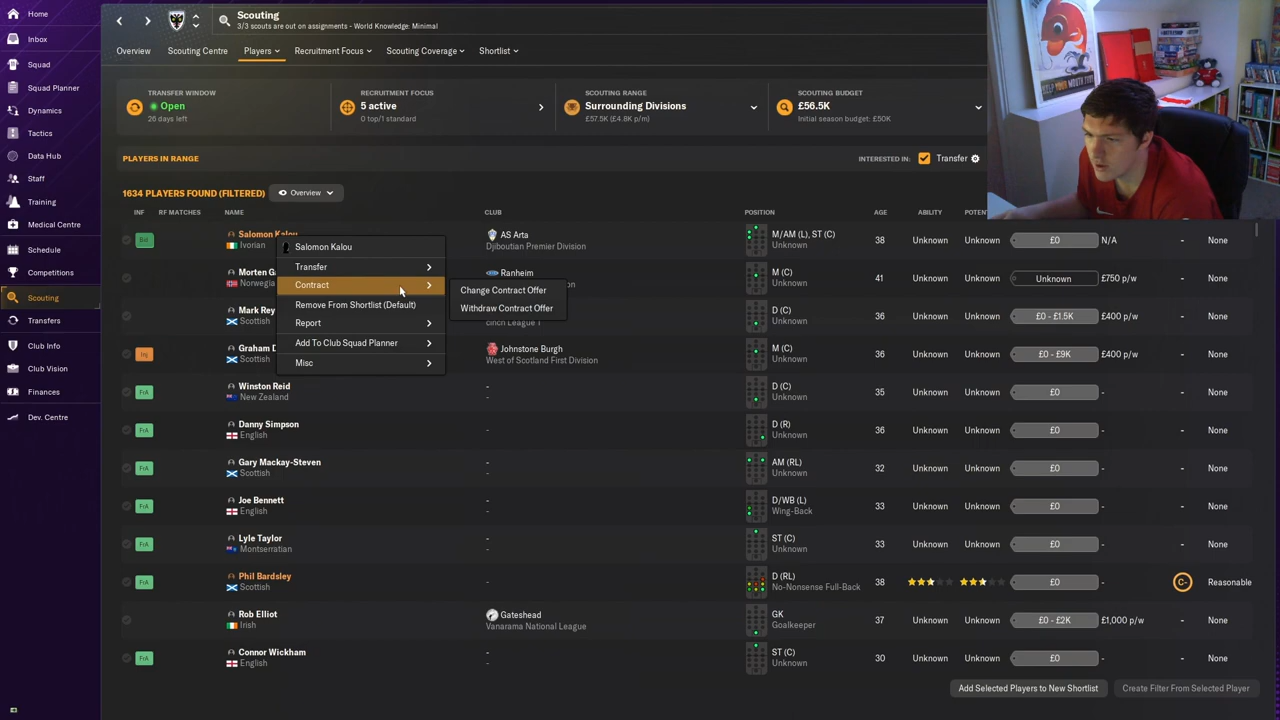 Home
Inbox
Squad
Squad Planner
Dynamics
Tactics
Data Hub
Staff
Training
Medical Centre
Schedule
Competitions
Scouting
Transfers
Club Info
Club Vision
Finances
Dev. Centre
Scouting
3/3 scouts are out on assignments - World Knowledge: Minimal
Overview Scouting Centre Players Recruitment Focus Scouting Coverage Shortlist
TRANSFER WINDOW
Open
26 days left
RECRUITMENT FOCUS
5 active
0 top/1 standard
SCOUTING RANGE
Surrounding Divisions
£57.5K (£4.8K p/m)
SCOUTING BUDGET
£56.5K
Initial season budget: £50K
PLAYERS IN RANGE
INTERESTED IN: Transfer
1634 PLAYERS FOUND (FILTERED) Overview
INF RF MATCHES NAME CLUB POSITION AGE ABILITY POTENT
Bid Salomon Kalou AS Arta M/AM (L), ST (C) 38 Unknown Unknown £0 N/A - None
Ivorian Djiboutian Premier Division Unknown
Salomon Kalou
Transfer
Contract
Remove From Shortlist (Default)
Report
Add To Club Squad Planner
Misc
Change Contract Offer
Withdraw Contract Offer
Morten Ga Ranheim M (C) 41 Unknown Unknown Unknown £750 p/w - None
Norwegia Unknown
Mark Rey D (C) 36 Unknown Unknown £0 - £1.5K £400 p/w - None
Scottish cinch League 1 Unknown
Graham D Johnstone Burgh M (C) 36 Unknown Unknown £0 - £9K £400 p/w - None
Scottish West of Scotland First Division Unknown
FrA Winston Reid - D (C) 35 Unknown Unknown £0 - - None
New Zealand - Unknown
FrA Danny Simpson - D (R) 36 Unknown Unknown £0 - - None
English - Unknown
FrA Gary Mackay-Steven - AM (RL) 32 Unknown Unknown £0 - - None
Scottish - Unknown
FrA Joe Bennett - D/WB (L) 33 Unknown Unknown £0 - - None
English - Wing-Back
FrA Lyle Taylor - ST (C) 33 Unknown Unknown £0 - - None
Montserratian - Unknown
FrA Phil Bardsley - D (RL) 38 £0 - C- Reasonable
Scottish No-Nonsense Full-Back
Rob Elliot Gateshead GK 37 Unknown Unknown £0 - £2K £1,000 p/w - None
Irish Vanarama National League Goalkeeper
FrA Connor Wickham - ST (C) 30 Unknown Unknown £0 - - None
English - Unknown
Add Selected Players to New Shortlist Create Filter From Selected Player